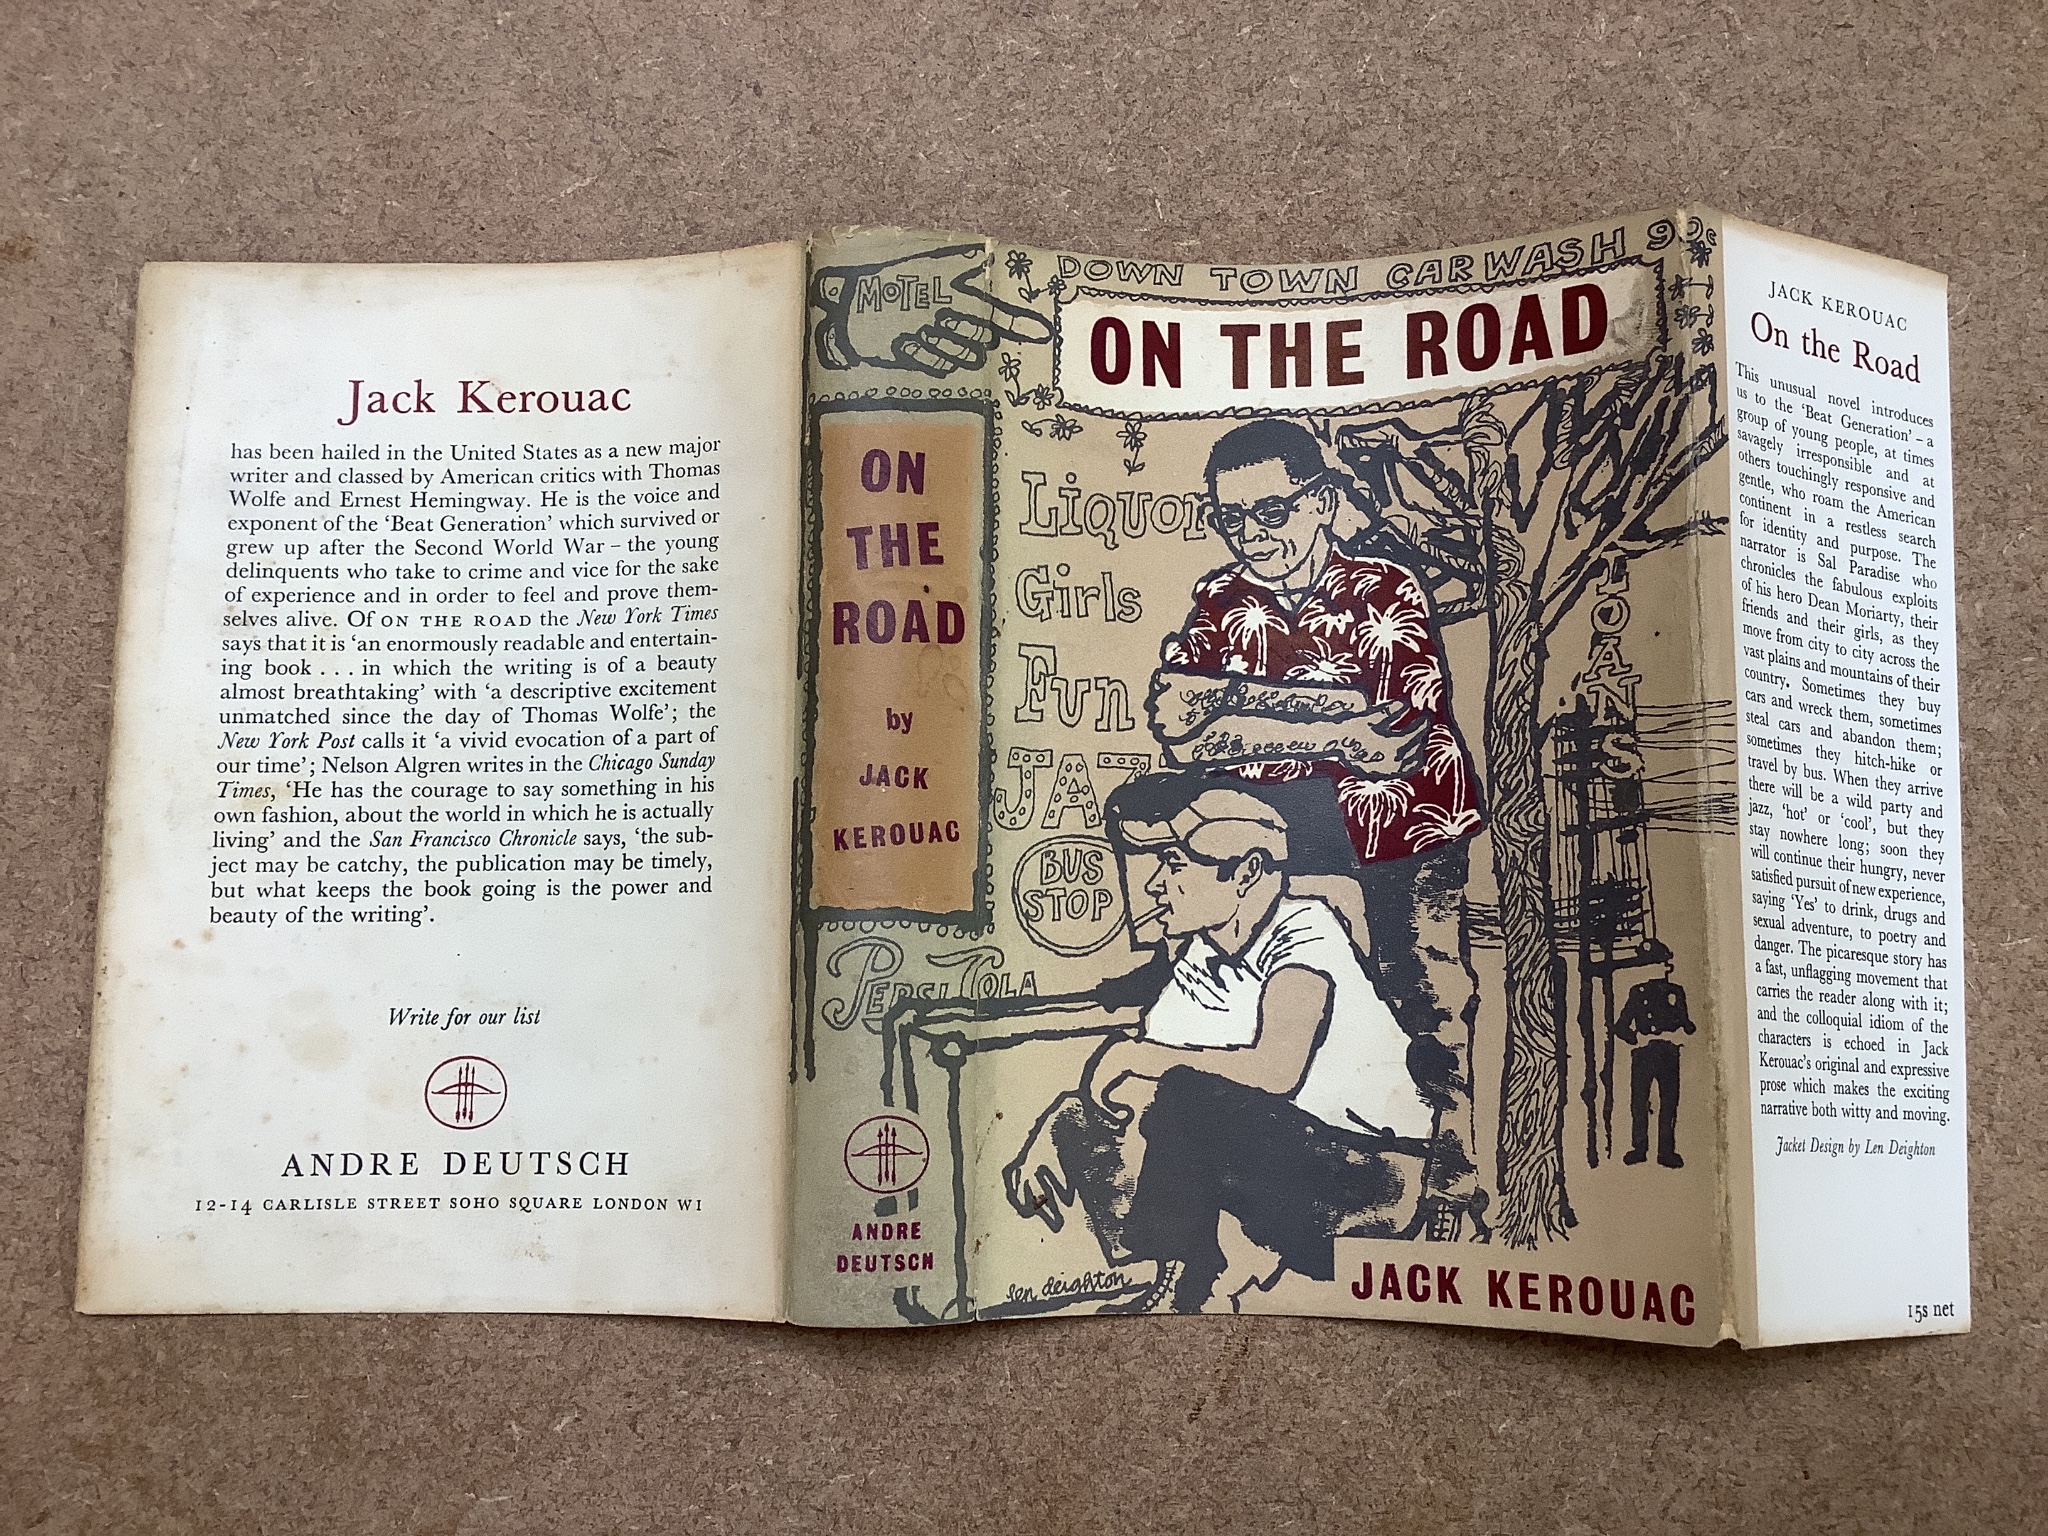 Jack Kerouac
has been hailed in the United States as a new major
writer and classed by American critics with Thomas
Wolfe and Ernest Hemingway. He is the voice and
exponent of the ‘Beat Generation’ which survived or
grew up after the Second World War – the young
delinquents who take to crime and vice for the sake
of experience and in order to feel and prove them-
selves alive. Of ON THE ROAD the New York Times
says that it is ‘an enormously readable and entertain-
ing book . . . in which the writing is of a beauty
almost breathtaking’ with ‘a descriptive excitement
unmatched since the day of Thomas Wolfe’; the
New York Post calls it ‘a vivid evocation of a part of
our time’; Nelson Algren writes in the Chicago Sunday
Times, ‘He has the courage to say something in his
own fashion, about the world in which he is actually
living’ and the San Francisco Chronicle says, ‘the sub-
ject may be catchy, the publication may be timely,
but what keeps the book going is the power and
beauty of the writing’.
Write for our list
ANDRE DEUTSCH
12-14 CARLISLE STREET SOHO SQUARE LONDON W1
MOTEL
ON
THE
ROAD
by
JACK
KEROUAC
PEPSI COLA
ANDRE
DEUTSCH
DOWN TOWN CAR WASH 90c
ON THE ROAD
Liquor
Girls
Fun
JAZ
BUS
STOP
LOANS
len deighton
JACK KEROUAC
JACK KEROUAC
On the Road
This unusual novel introduces
us to the ‘Beat Generation’ – a
group of young people, at times
savagely irresponsible and at
others touchingly responsive and
gentle, who roam the American
continent in a restless search
for identity and purpose. The
narrator is Sal Paradise who
chronicles the fabulous exploits
of his hero Dean Moriarty, their
friends and their girls, as they
move from city to city across the
vast plains and mountains of their
country. Sometimes they buy
cars and wreck them, sometimes
steal cars and abandon them;
sometimes they hitch-hike or
travel by bus. When they arrive
there will be a wild party and
jazz, ‘hot’ or ‘cool’, but they
stay nowhere long; soon they
will continue their hungry, never
satisfied pursuit of new experience,
saying ‘Yes’ to drink, drugs and
sexual adventure, to poetry and
danger. The picaresque story has
a fast, unflagging movement that
carries the reader along with it;
and the colloquial idiom of the
characters is echoed in Jack
Kerouac’s original and expressive
prose which makes the exciting
narrative both witty and moving.
Jacket Design by Len Deighton
15s net